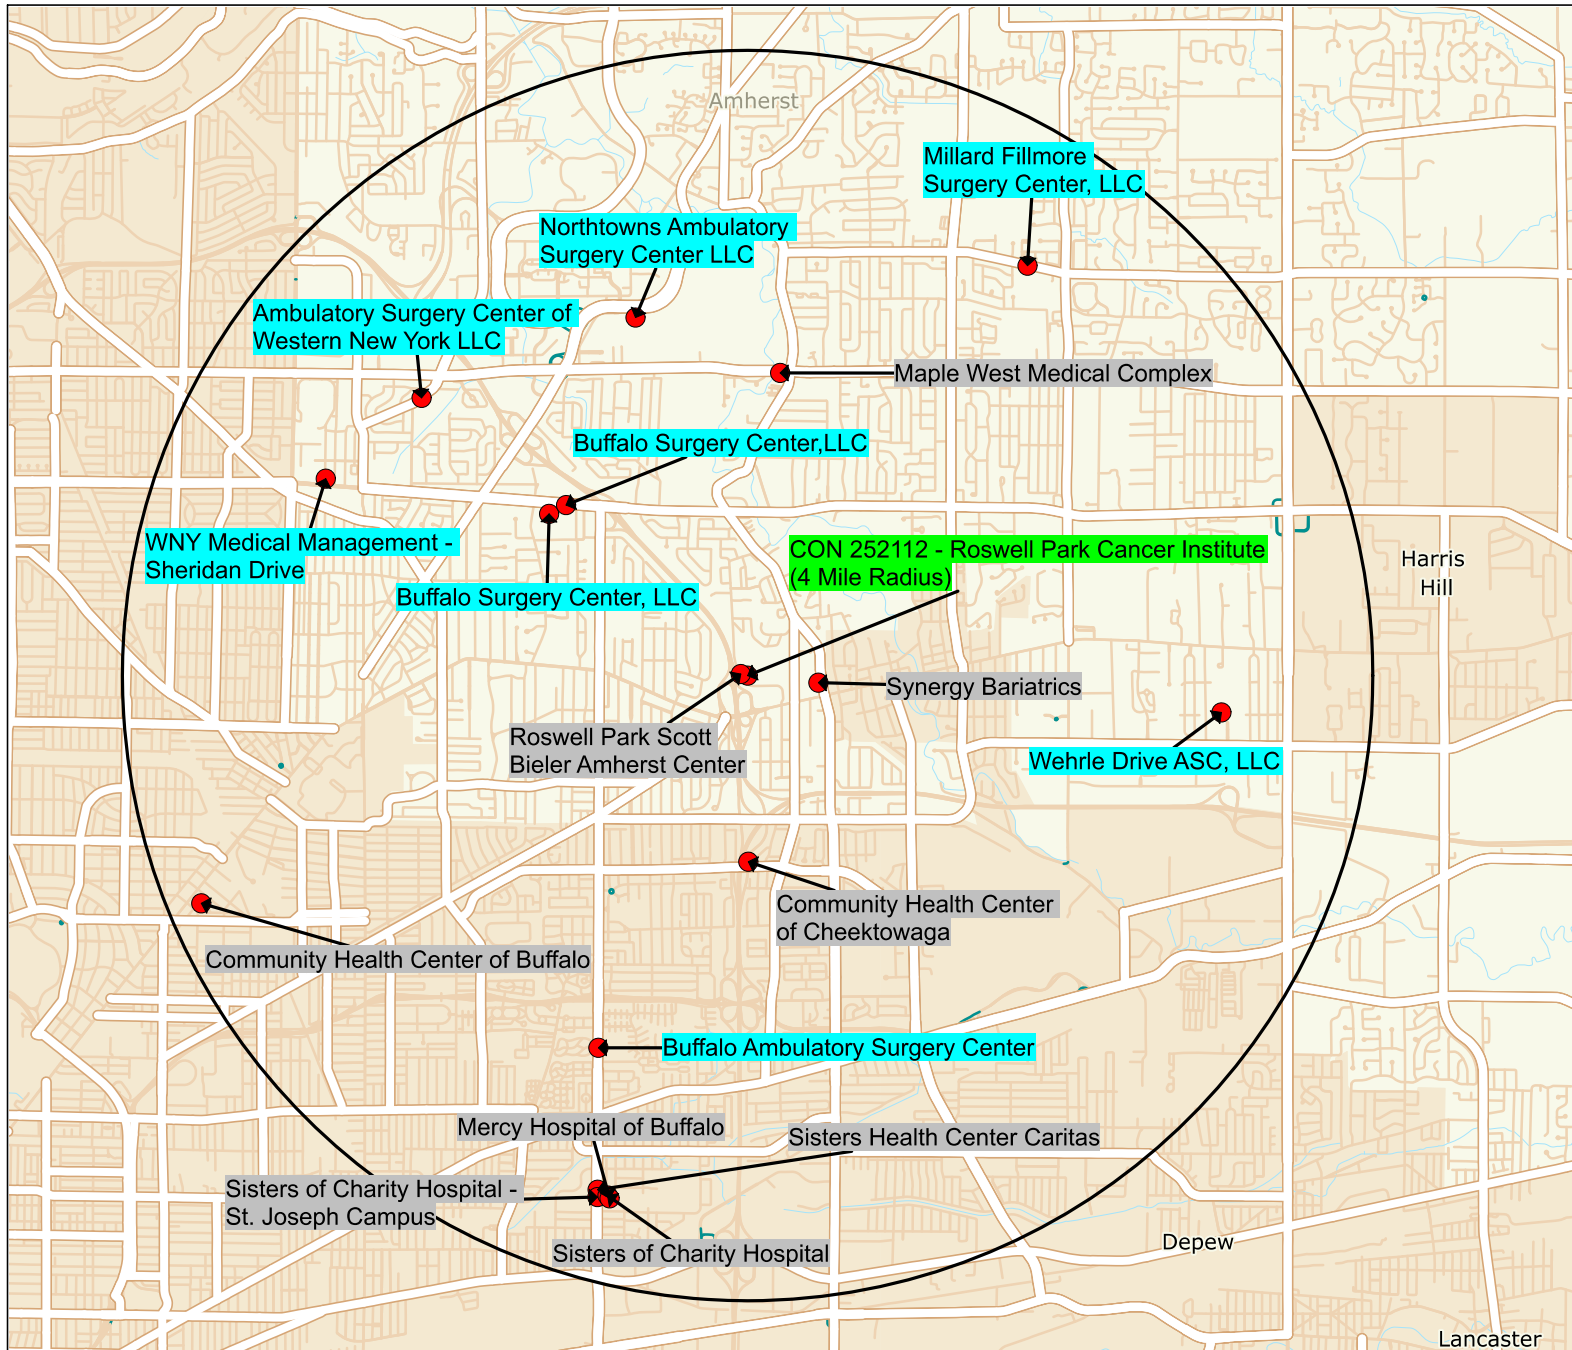 Amherst
Millard Fillmore
Surgery Center, LLC
Northtowns Ambulatory
Surgery Center LLC
Ambulatory Surgery Center of
Western New York LLC
Maple West Medical Complex
Buffalo Surgery Center,LLC
WNY Medical Management -
Sheridan Drive
CON 252112 - Roswell Park Cancer Institute
(4 Mile Radius)
Harris
Hill
Buffalo Surgery Center, LLC
Synergy Bariatrics
Roswell Park Scott
Bieler Amherst Center
Wehrle Drive ASC, LLC
Community Health Center
of Cheektowaga
Community Health Center of Buffalo
Buffalo Ambulatory Surgery Center
Mercy Hospital of Buffalo
Sisters Health Center Caritas
Sisters of Charity Hospital -
St. Joseph Campus
Sisters of Charity Hospital
Depew
Lancaster